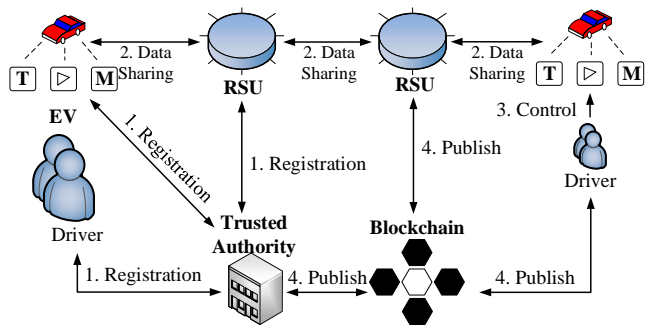 2. Data
Sharing
RSU
2. Data
Sharing
RSU
2. Data
Sharing
T
M
EV
T
M
3. Control
1. Registration
1. Registration
4. Publish
Driver
Driver
Trusted
Authority
Blockchain
1. Registration
4. Publish
4. Publish